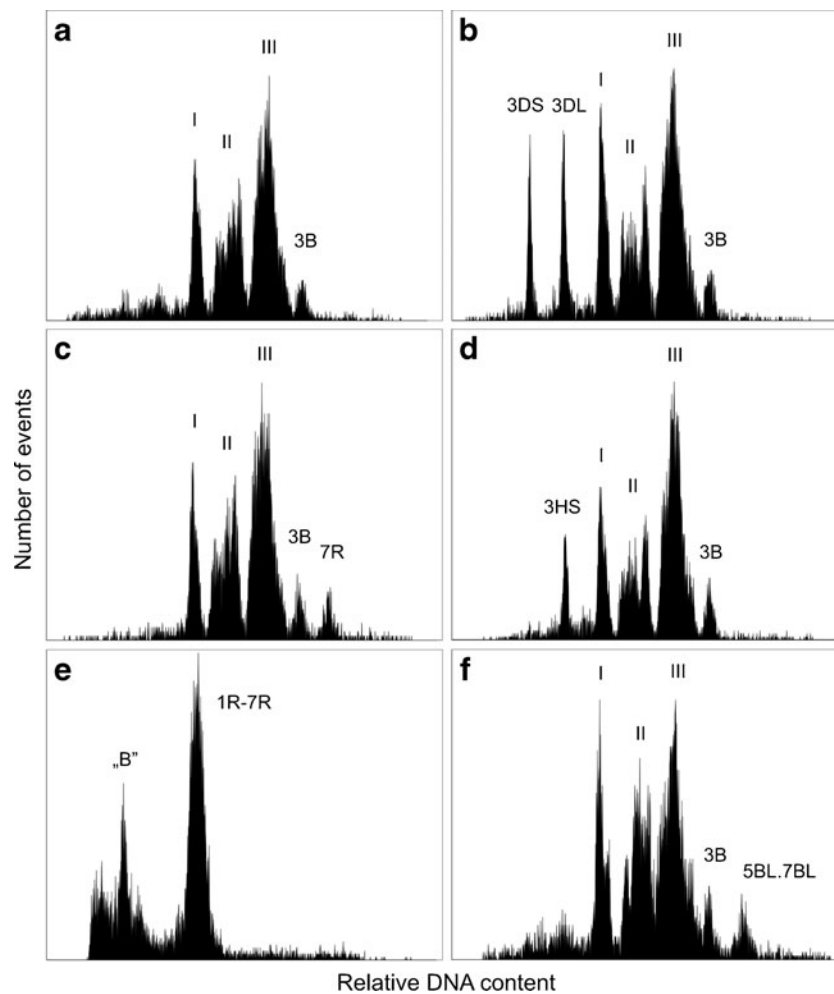 a
I
II
III
3B
b
3DS
3DL
I
II
III
3B
c
I
II
III
3B
7R
d
3HS
I
II
III
3B
e
„B”
1R-7R
f
I
II
III
3B
5BL.7BL
Number of events
Relative DNA content